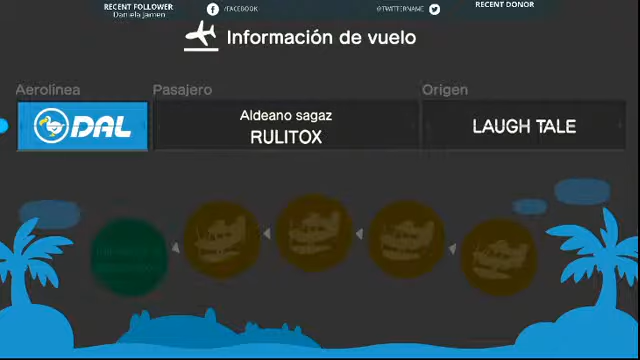 RECENT FOLLOWER
Daniela Jamen
/FACEBOOK
@TWITTERNAME
RECENT DONOR
Información de vuelo
Aerolínea
Pasajero
Origen
DAL
Aldeano sagaz
RULITOX
LAUGH TALE